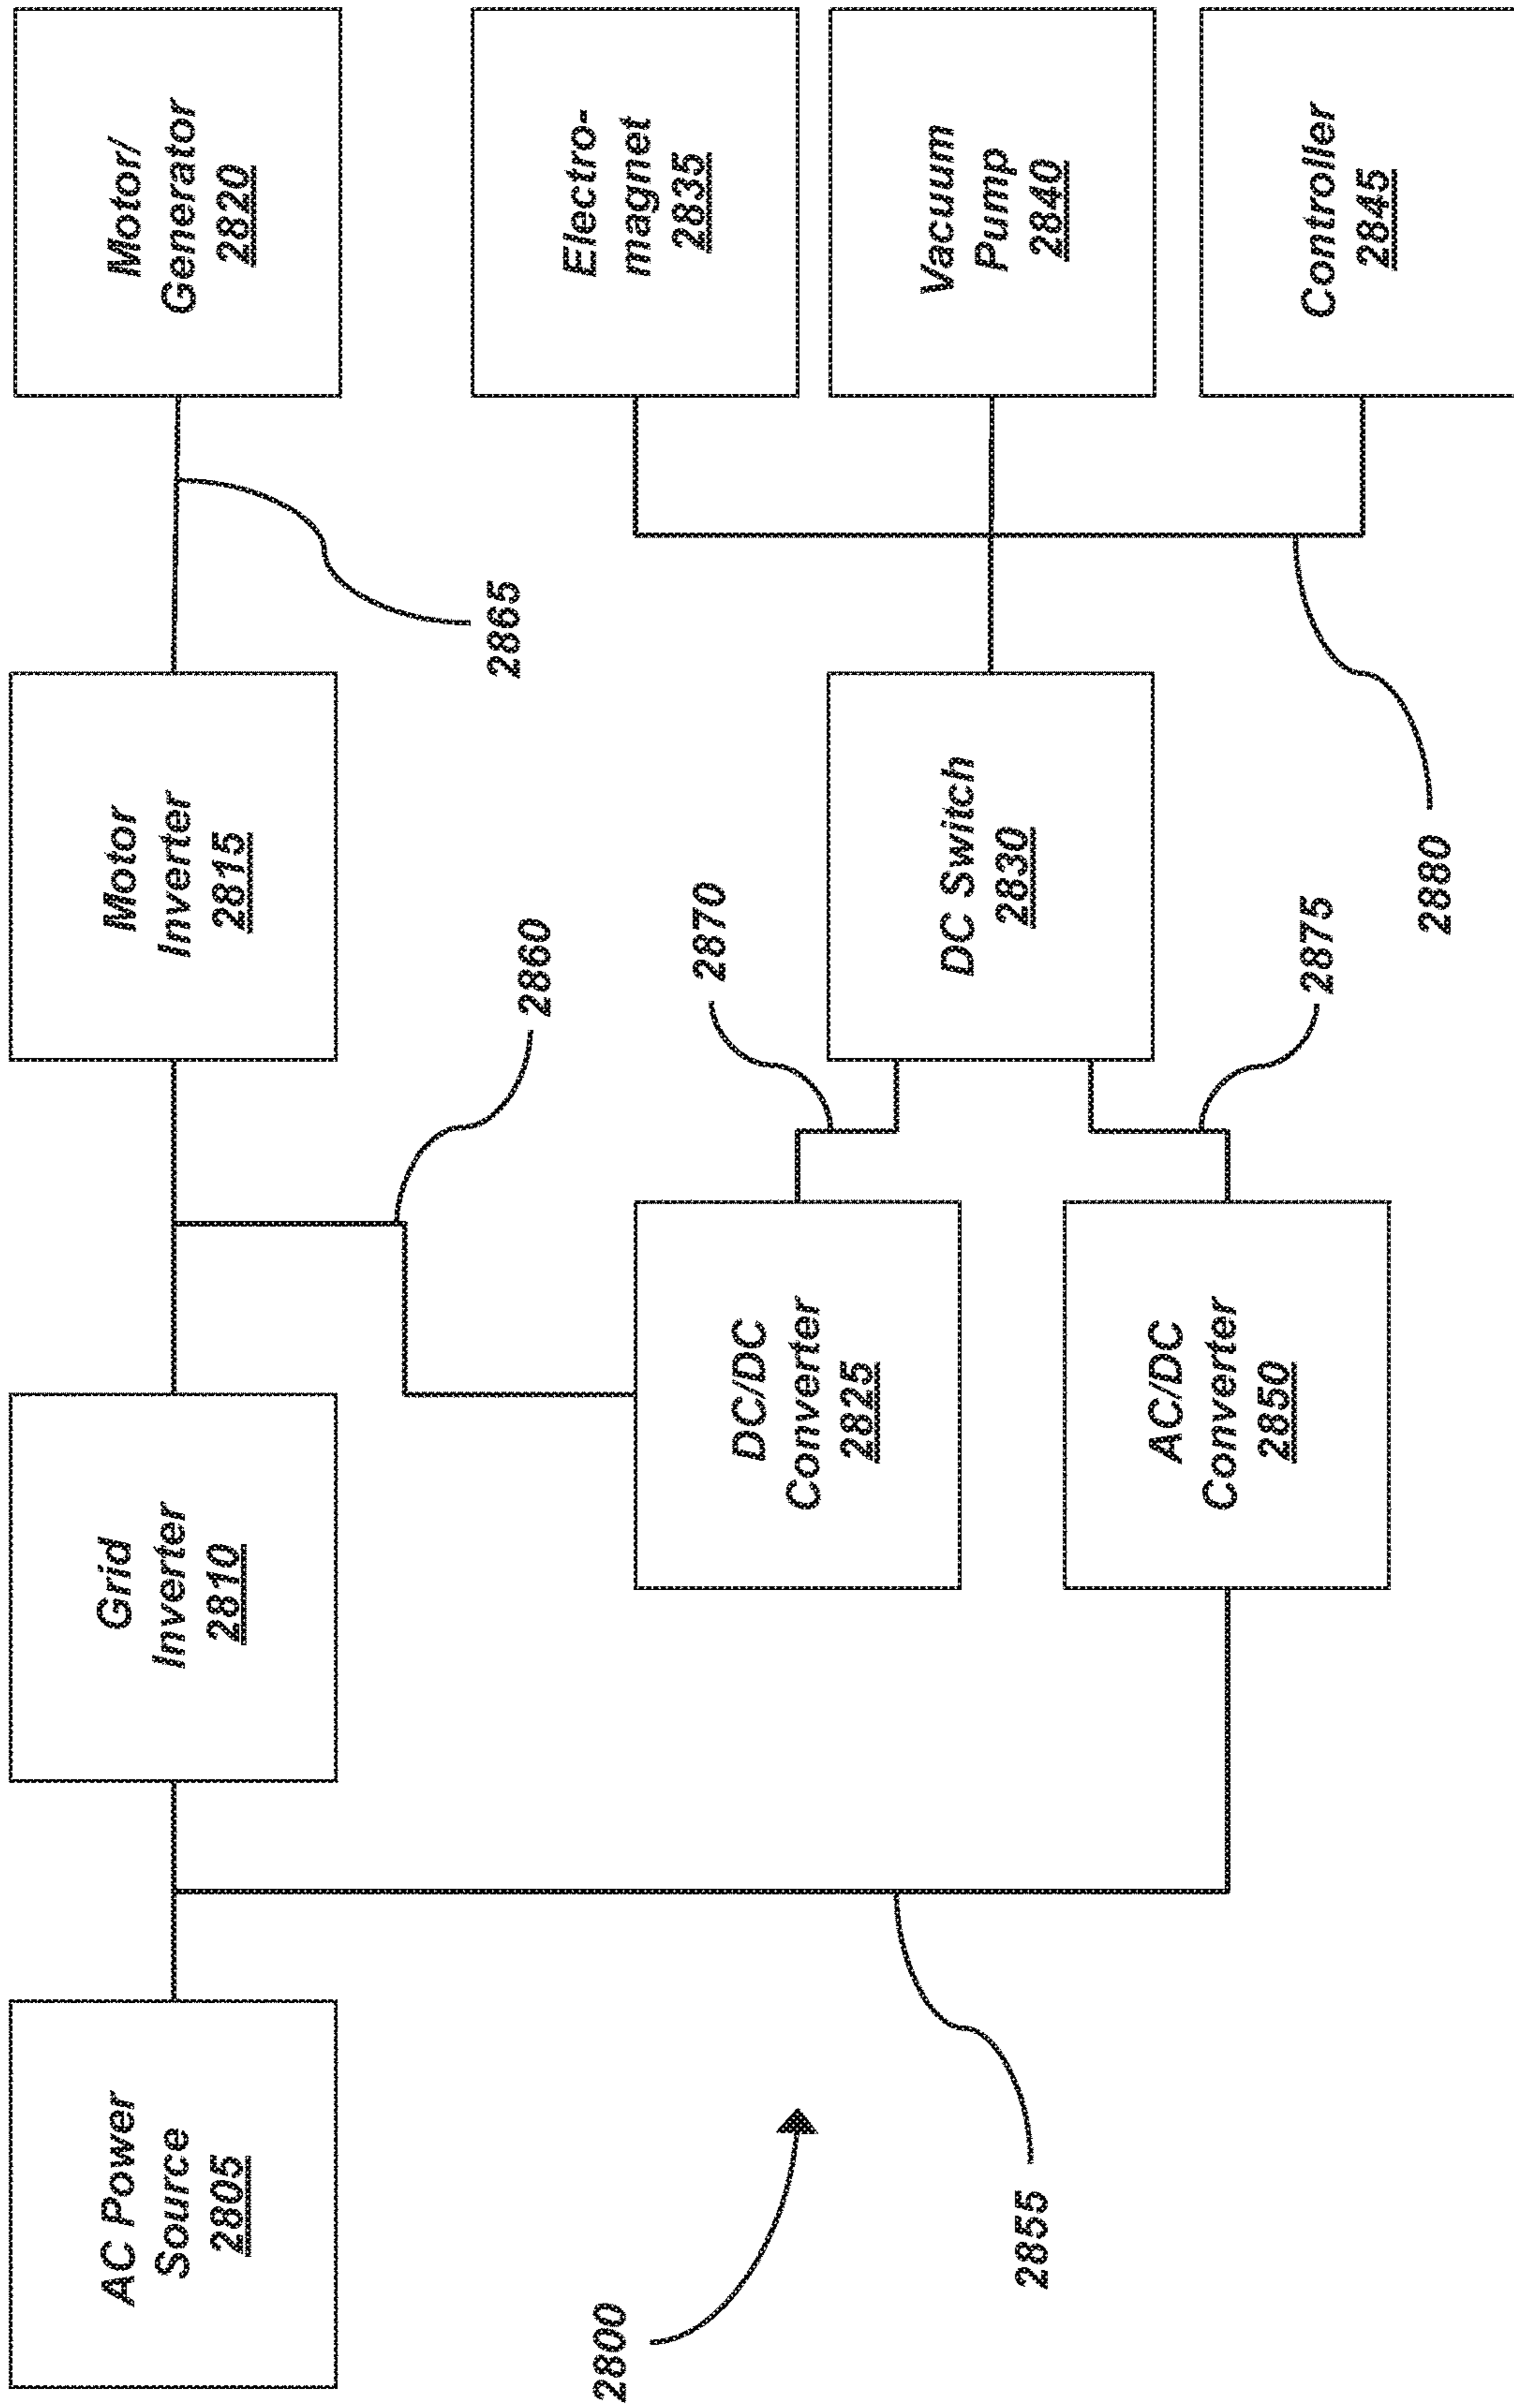 AC Power
Source
2805
Grid
Inverter
2810
Motor
Inverter
2815
Motor/
Generator
2820
2865
2860
Electro-
magnet
2835
2870
DC/DC
Converter
2825
DC Switch
2830
Vacuum
Pump
2840
2800
2855
AC/DC
Converter
2850
2875
2880
Controller
2845